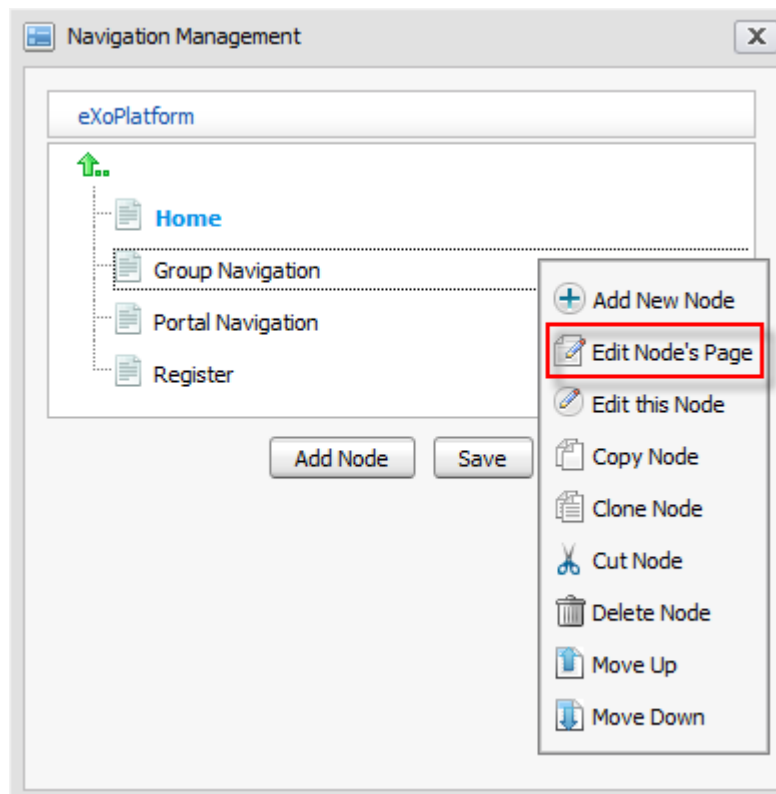 Navigation Management
eXoPlatform
Home
Group Navigation
Portal Navigation
Register
Add Node
Save
Add New Node
Edit Node's Page
Edit this Node
Copy Node
Clone Node
Cut Node
Delete Node
Move Up
Move Down